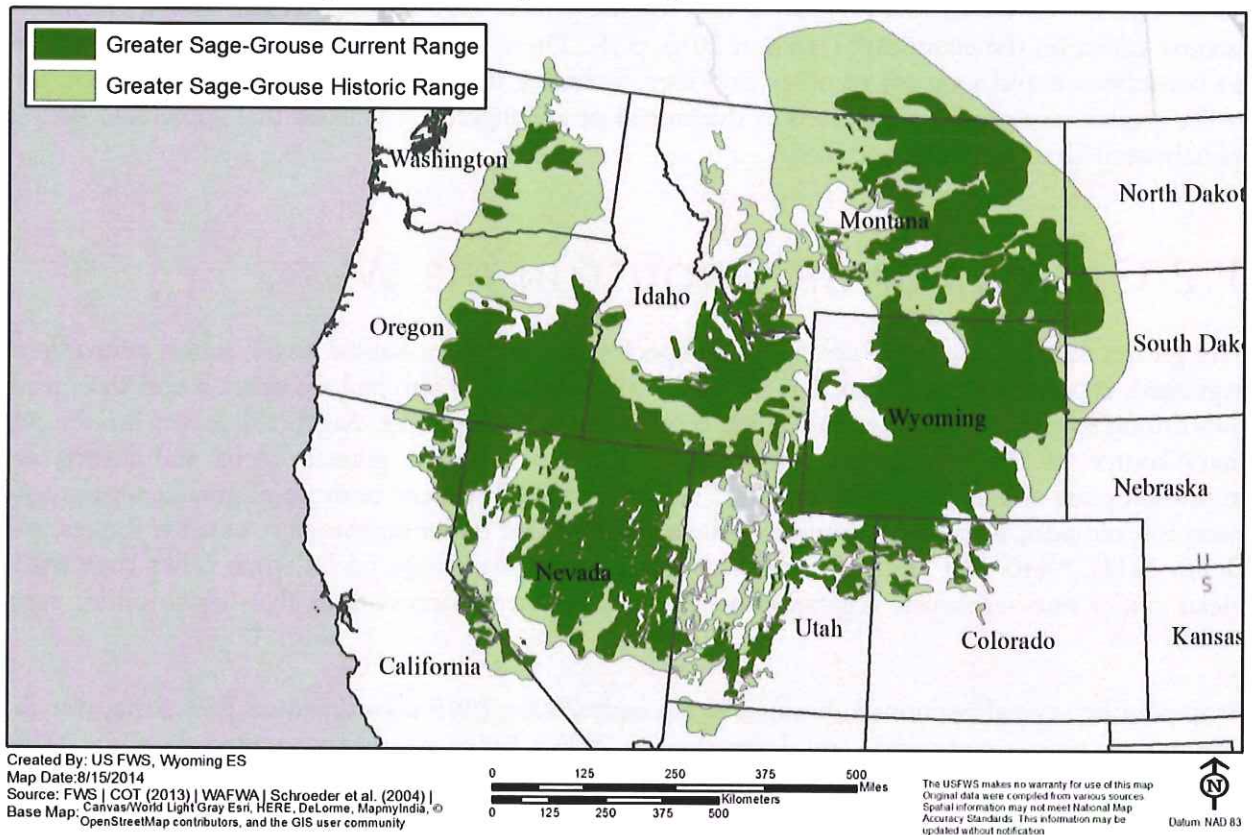 Greater Sage-Grouse Current Range
Greater Sage-Grouse Historic Range
Washington
North Dakot
Montana
Idaho
Oregon
South Dako
Wyoming
Nebraska
Nevada
U
S
Utah
Colorado
Kansas
California
Created By: US FWS, Wyoming ES
Map Date:8/15/2014
Source: FWS | COT (2013) | WAFWA | Schroeder et al. (2004) |
Base Map: Canvas/World Light Gray Esri, HERE, DeLorme, MapmyIndia, ©
OpenStreetMap contributors, and the GIS user community
0 125 250 375 500
Miles
Kilometers
0 125 250 375 500
The USFWS makes no warranty for use of this map
Original data were compiled from various sources.
Spatial information may not meet National Map
Accuracy Standards. This information may be
updated without notification
N
Datum NAD 83